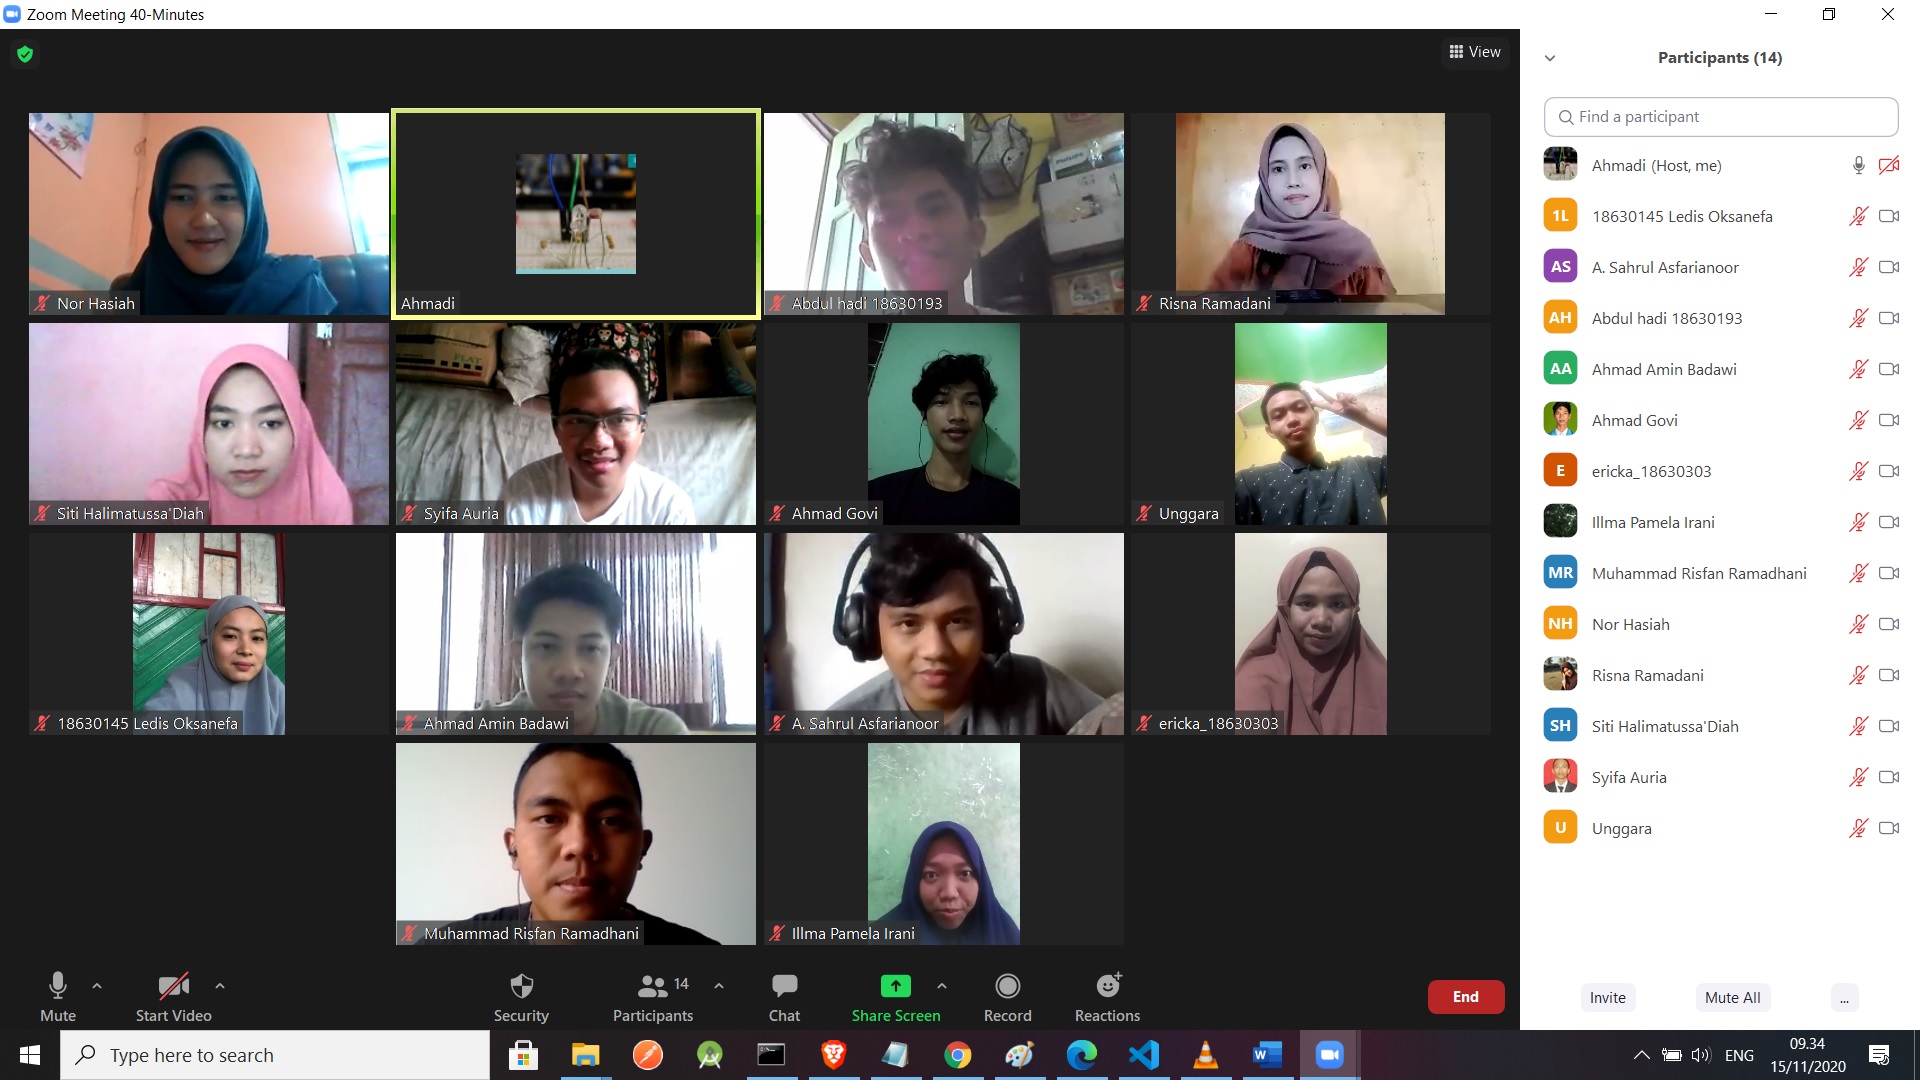 Zoom Meeting 40-Minutes
View
Nor Hasiah
Ahmadi
Abdul hadi 18630193
Risna Ramadani
Siti Halimatussa'Diah
Syifa Auria
Ahmad Govi
Unggara
18630145 Ledis Oksanefa
Ahmad Amin Badawi
A. Sahrul Asfarianoor
ericka_18630303
Muhammad Risfan Ramadhani
Illma Pamela Irani
Participants (14)
Find a participant
Ahmadi (Host, me)
1L 18630145 Ledis Oksanefa
AS A. Sahrul Asfarianoor
AH Abdul hadi 18630193
AA Ahmad Amin Badawi
Ahmad Govi
E ericka_18630303
Illma Pamela Irani
MR Muhammad Risfan Ramadhani
NH Nor Hasiah
Risna Ramadani
SH Siti Halimatussa'Diah
Syifa Auria
U Unggara
Invite Mute All ...
Mute
Start Video
Security
14
Participants
Chat
Share Screen
Record
Reactions
End
Type here to search
ENG
09.34
15/11/2020